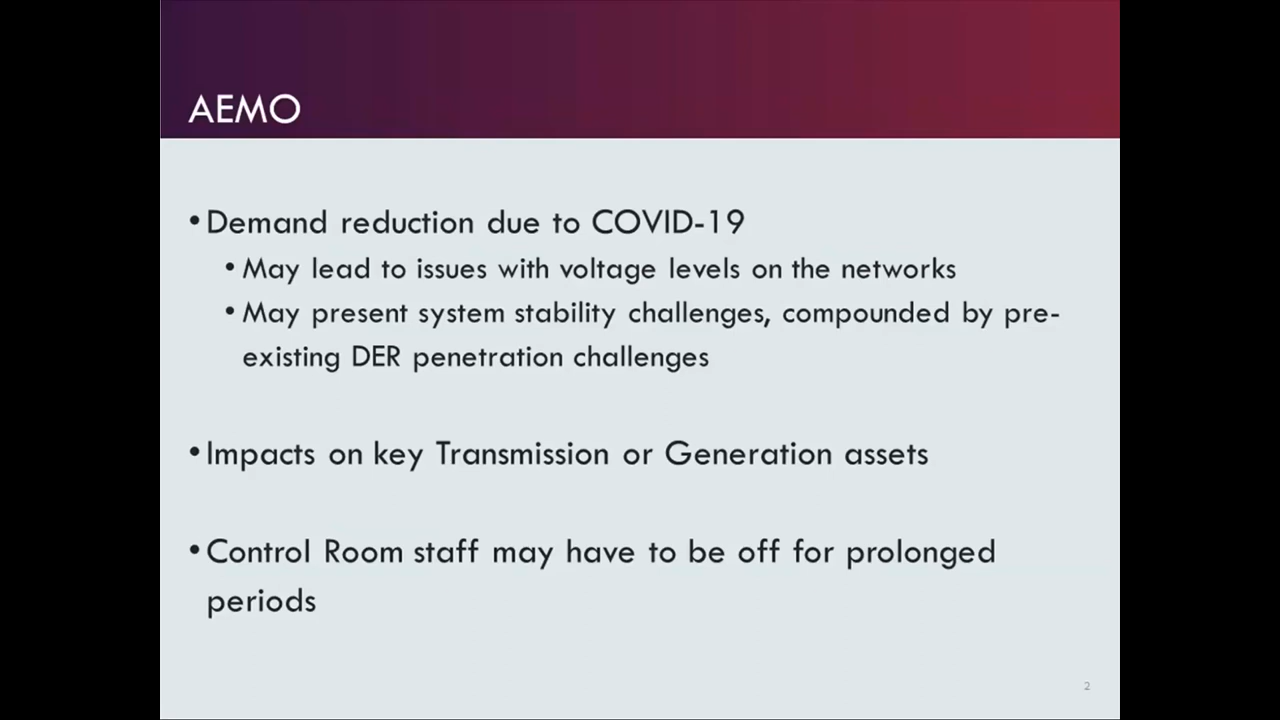 AEMO
•Demand reduction due to COVID-19
•May lead to issues with voltage levels on the networks
•May present system stability challenges, compounded by pre-
existing DER penetration challenges
•Impacts on key Transmission or Generation assets
•Control Room staff may have to be off for prolonged
periods
2